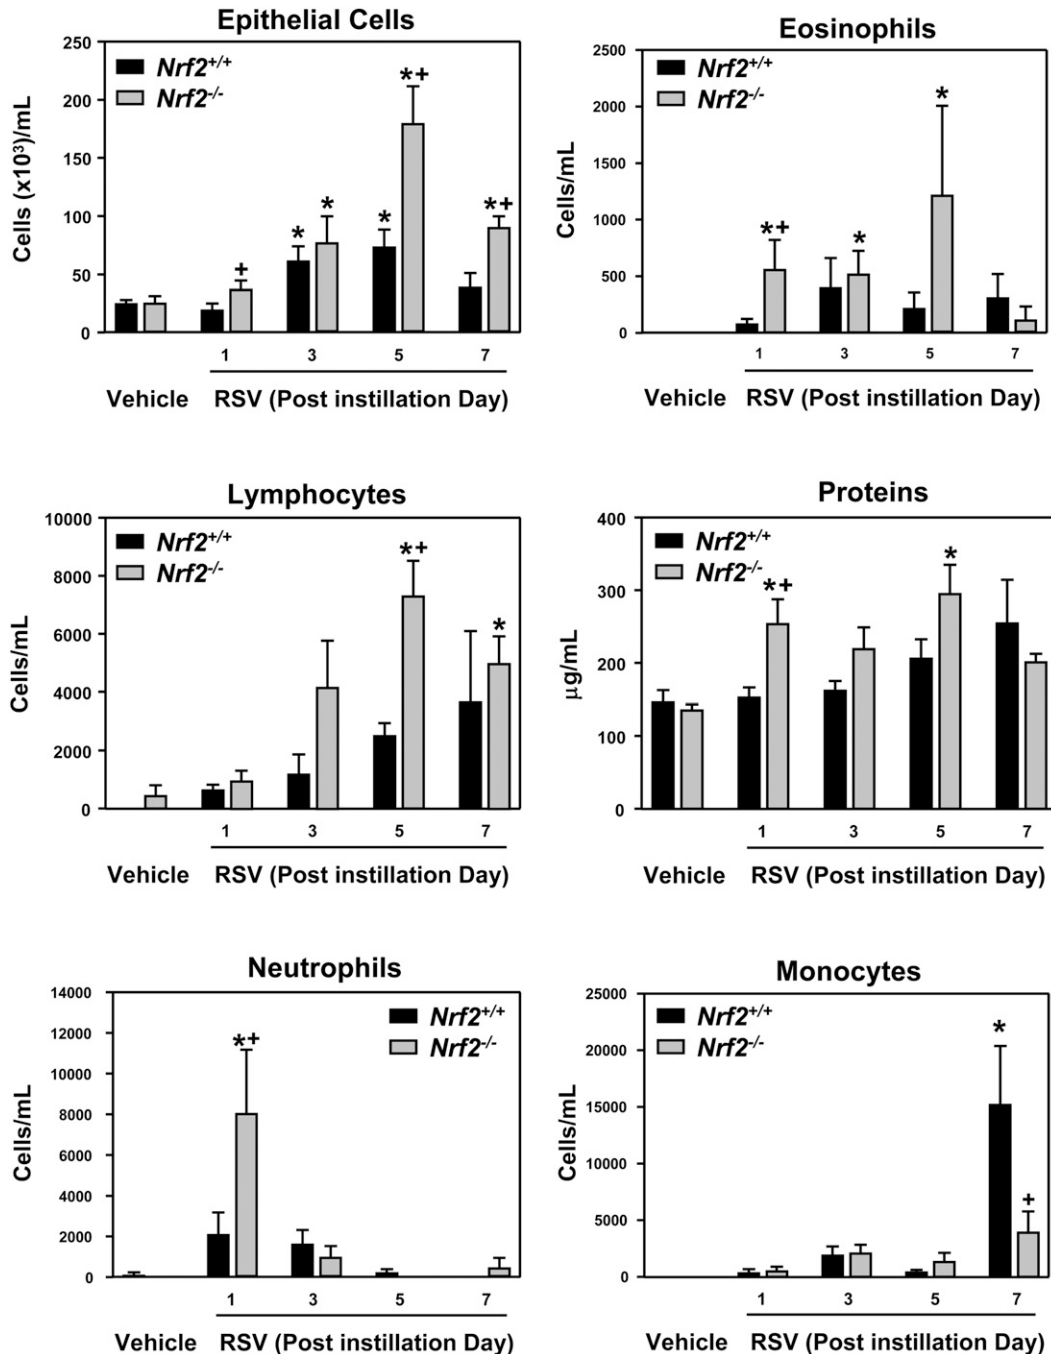 Epithelial Cells
250
200
150
100
50
0
Cells (x10³)/mL
Nrf2+/+
Nrf2-/-
+
*
*
*
*+
*+
1 3 5 7
Vehicle RSV (Post instillation Day)
Eosinophils
2500
2000
1500
1000
500
0
Cells/mL
Nrf2+/+
Nrf2-/-
*+
*
*
1 3 5 7
Vehicle RSV (Post instillation Day)
Lymphocytes
10000
8000
6000
4000
2000
0
Cells/mL
Nrf2+/+
Nrf2-/-
*+
*
1 3 5 7
Vehicle RSV (Post instillation Day)
Proteins
400
300
200
100
0
µg/mL
Nrf2+/+
Nrf2-/-
*+
*
1 3 5 7
Vehicle RSV (Post instillation Day)
Neutrophils
14000
12000
10000
8000
6000
4000
2000
0
Cells/mL
Nrf2+/+
Nrf2-/-
*+
1 3 5 7
Vehicle RSV (Post instillation Day)
Monocytes
25000
20000
15000
10000
5000
0
Cells/mL
Nrf2+/+
Nrf2-/-
*
+
1 3 5 7
Vehicle RSV (Post instillation Day)